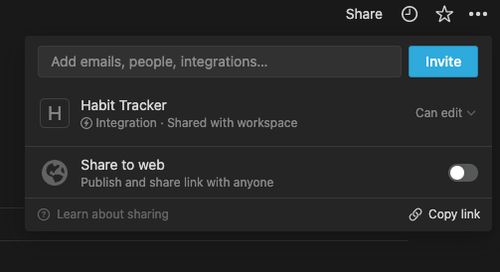 Share
Add emails, people, integrations...
Invite
H
Habit Tracker
Integration · Shared with workspace
Can edit
Share to web
Publish and share link with anyone
Learn about sharing
Copy link